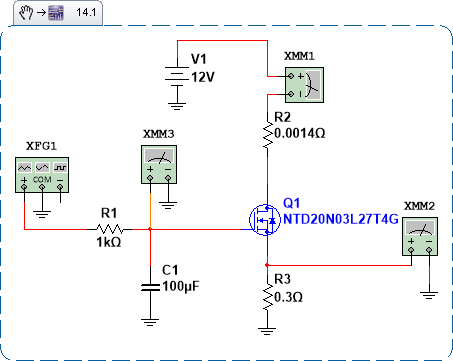 14.1
V1
12V
XMM1
R2
0.0014Ω
XFG1
COM
XMM3
R1
1kΩ
Q1
NTD20N03L27T4G
XMM2
C1
100µF
R3
0.3Ω